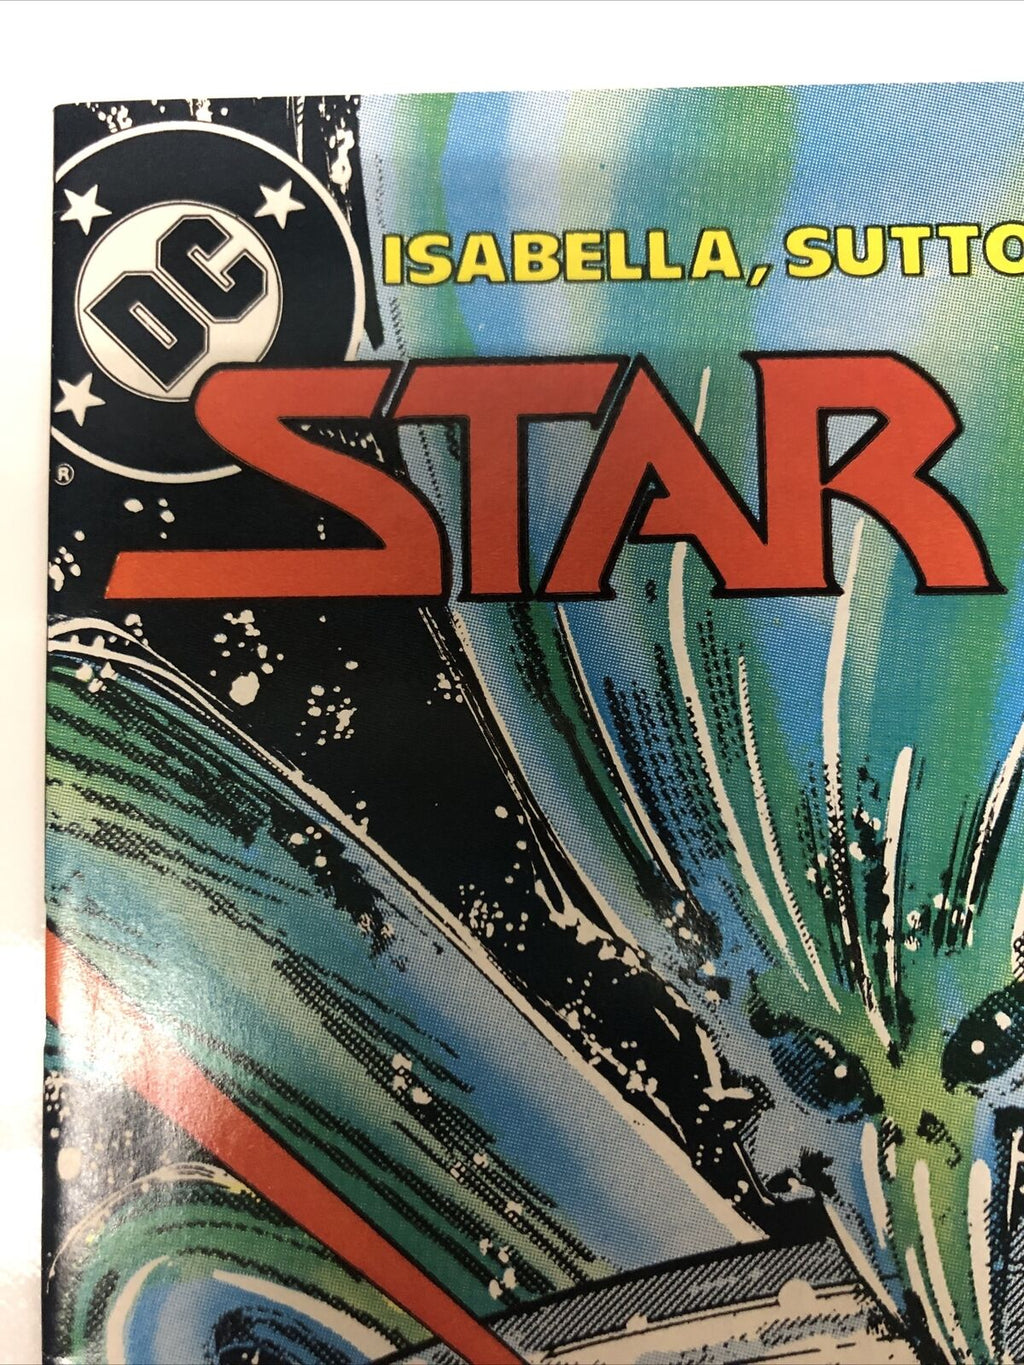 DC
®
ISABELLA, SUTTO
STAR